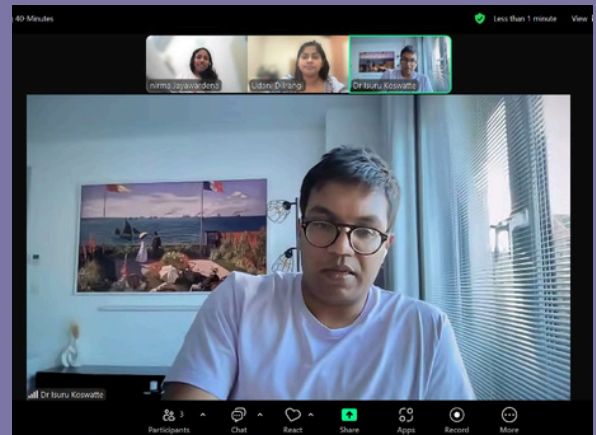 40-Minutes
Less than 1 minute
View
nirma Jayawardena
Udani Dilrangi
Dr Isuru Koswatte
Dr Isuru Koswatte
Participants
3
Chat
React
Share
Apps
Record
More